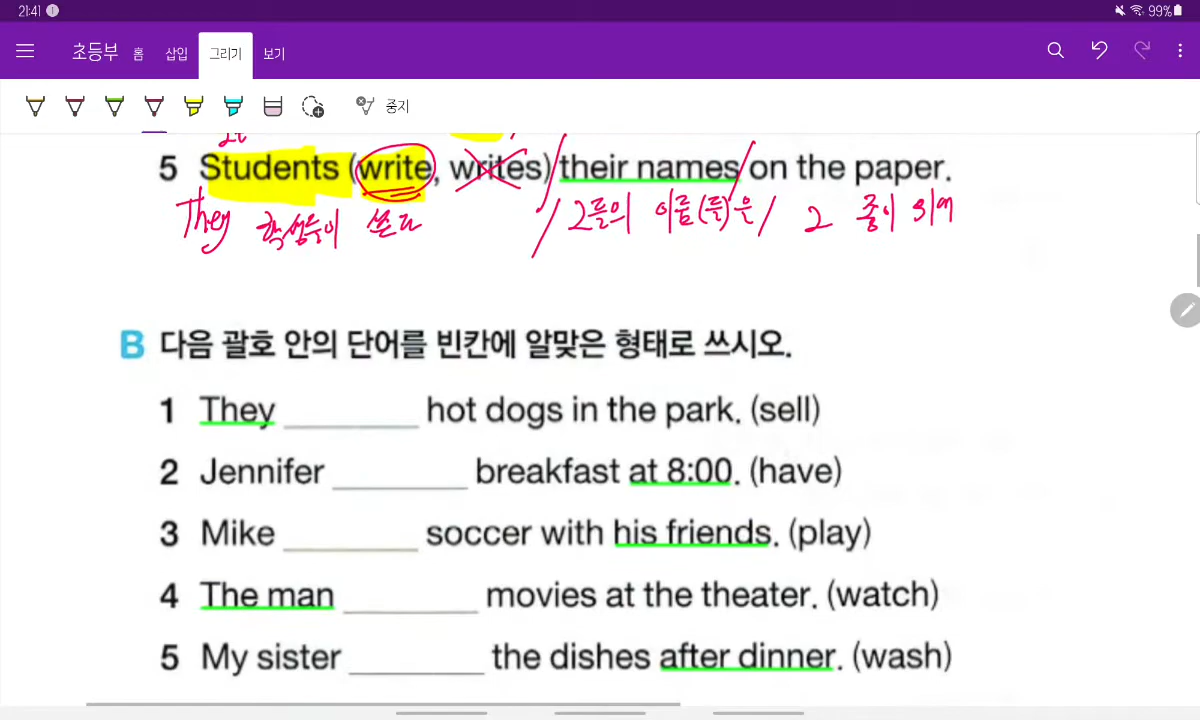 21:41
99%
초등부 홈 삽입 그리기 보기
중지
5 Students (write, writes) their names on the paper.
They 학생들이 쓴다 / 그들의 이름(들)을 / 그 종이 위에
B 다음 괄호 안의 단어를 빈칸에 알맞은 형태로 쓰시오.
1 They ________ hot dogs in the park. (sell)
2 Jennifer ________ breakfast at 8:00. (have)
3 Mike ________ soccer with his friends. (play)
4 The man ________ movies at the theater. (watch)
5 My sister ________ the dishes after dinner. (wash)